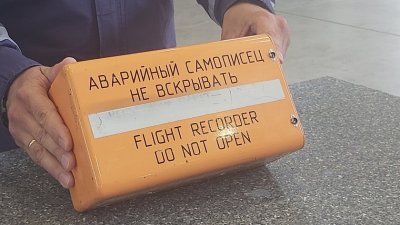 АВАРИЙНЫЙ САМОПИСЕЦ
НЕ ВСКРЫВАТЬ
FLIGHT RECORDER
DO NOT OPEN